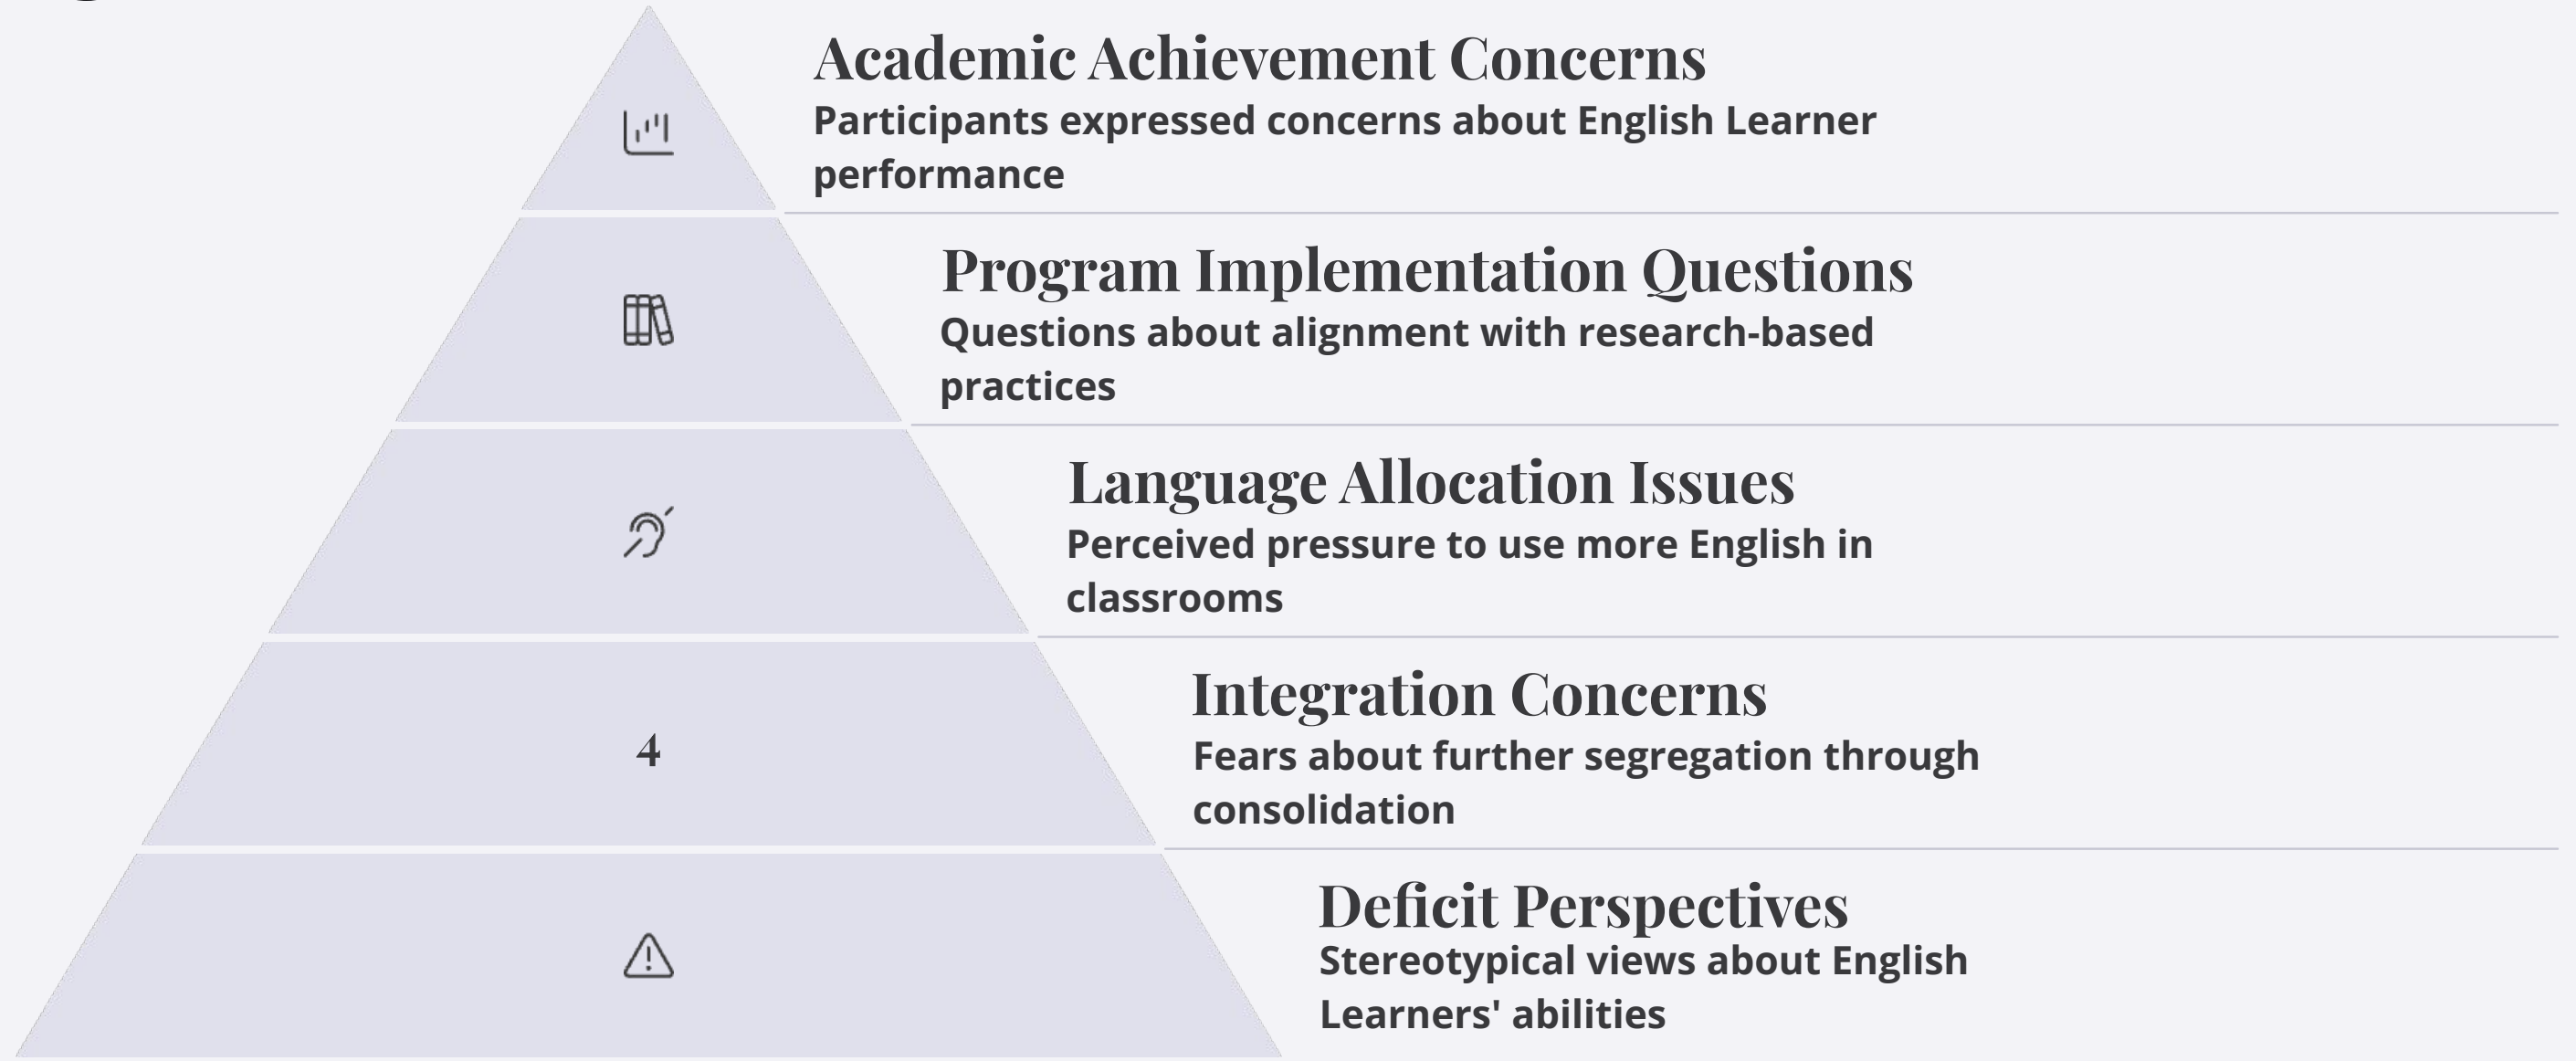 Academic Achievement Concerns
Participants expressed concerns about English Learner
performance
Program Implementation Questions
Questions about alignment with research-based
practices
Language Allocation Issues
Perceived pressure to use more English in
classrooms
4
Integration Concerns
Fears about further segregation through
consolidation
Deficit Perspectives
Stereotypical views about English
Learners' abilities